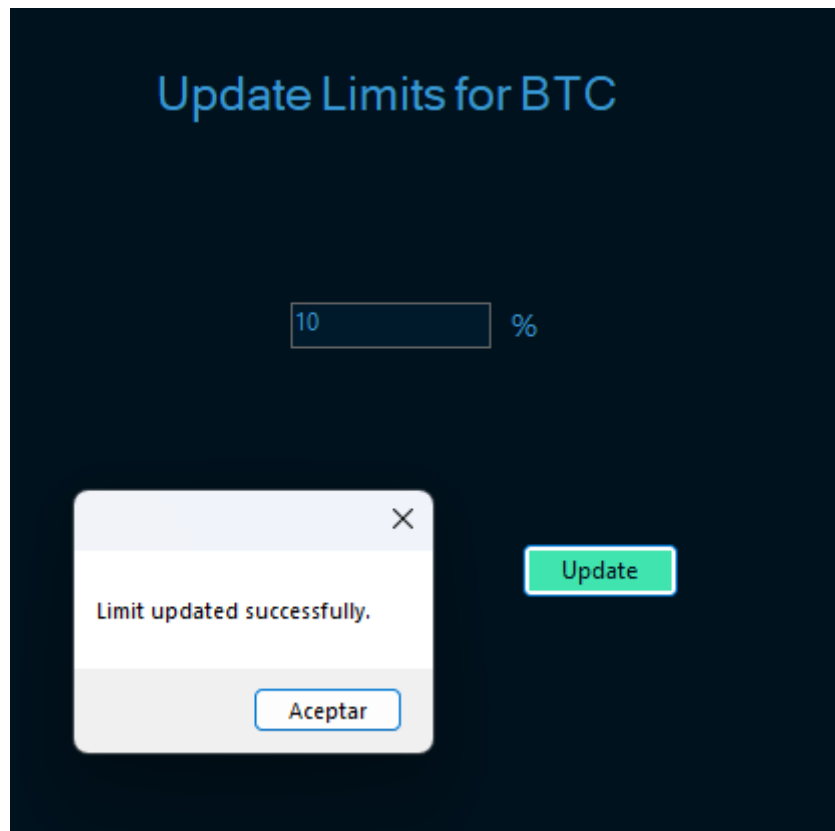 Update Limits for BTC
10 %
Update
Limit updated successfully.
Aceptar